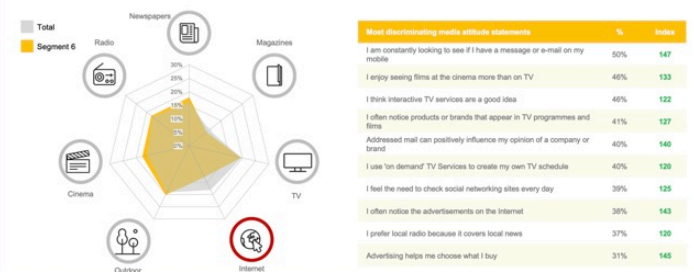 Newspapers
Total
Segment 6
Radio
Magazines
30%
25%
20%
15%
10%
5%
0%
Cinema
TV
Outdoor
Internet
Most discriminating media attitude statements % Index
I am constantly looking to see if I have a message or e-mail on my
mobile 50% 147
I enjoy seeing films at the cinema more than on TV 46% 133
I think interactive TV services are a good idea 46% 122
I often notice products or brands that appear in TV programmes and
films 41% 127
Addressed mail can positively influence my opinion of a company or
brand 40% 140
I use 'on demand' TV Services to create my own TV schedule 40% 120
I feel the need to check social networking sites every day 39% 125
I often notice the advertisements on the Internet 38% 143
I prefer local radio because it covers local news 37% 120
Advertising helps me choose what I buy 31% 145